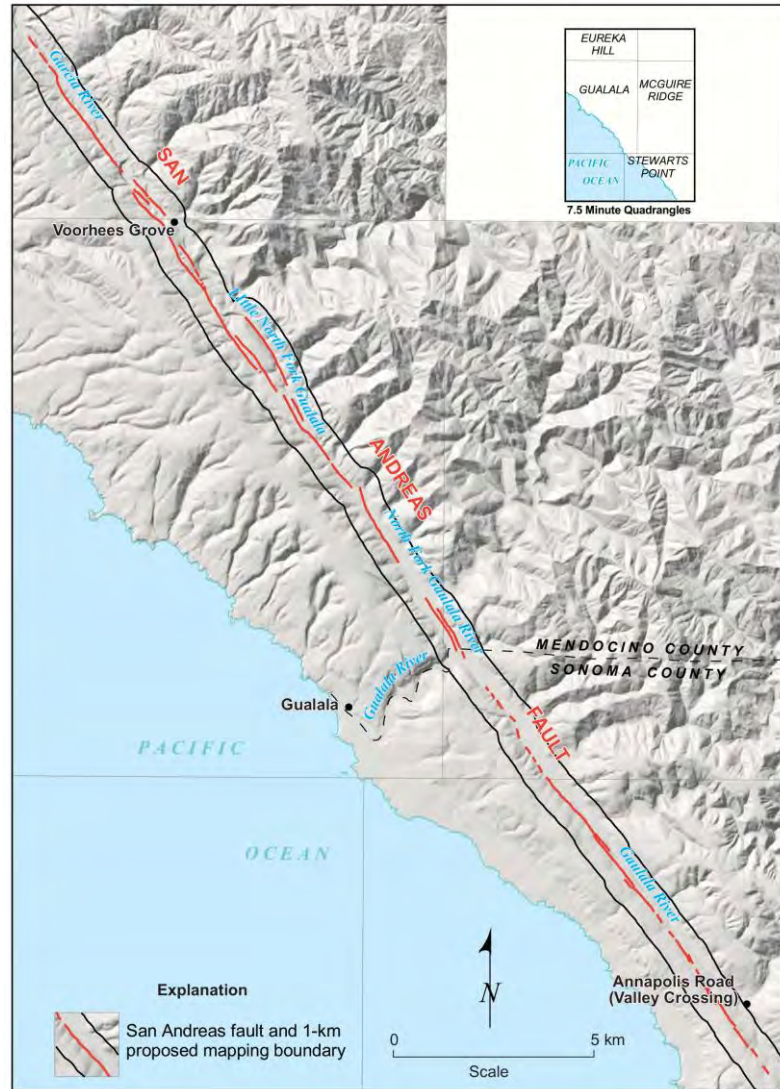 EUREKA
HILL
GUALALA
MCGUIRE
RIDGE
PACIFIC
OCEAN
STEWARTS
POINT
7.5 Minute Quadrangles
Garcia River
SAN
Voorhees Grove
Little North Fork Gualala
ANDREAS
North Fork Gaulala River
MENDOCINO COUNTY
SONOMA COUNTY
Gualala River
Gualala
FAULT
PACIFIC
OCEAN
Gaulala River
Annapolis Road
(Valley Crossing)
N
Explanation
San Andreas fault and 1-km
proposed mapping boundary
0 5 km
Scale